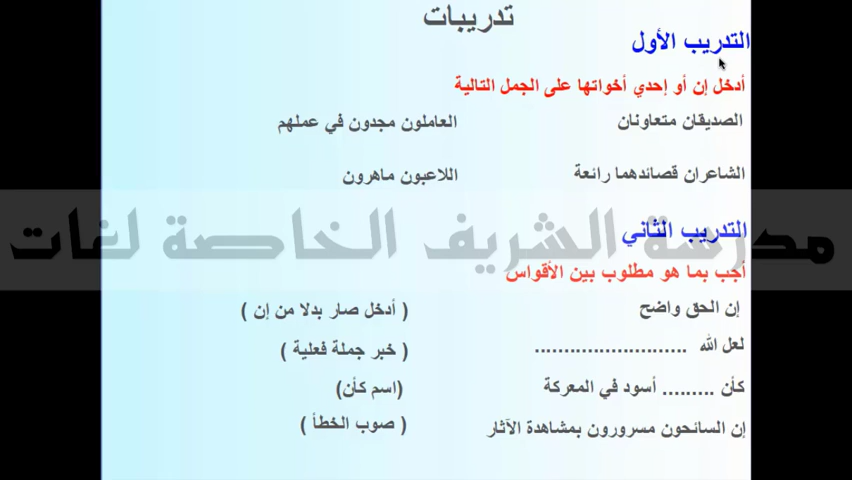 تدريبات
التدريب الأول
أدخل إن أو إحدي أخواتها على الجمل التالية
الصديقان متعاونان العاملون مجدون في عملهم
الشاعران قصائدهما رائعة اللاعبون ماهرون
مدرسة الشريف الخاصة لغات
التدريب الثاني
أجب بما هو مطلوب بين الأقواس
إن الحق واضح ( أدخل صار بدلا من إن )
لعل الله .......................... ( خبر جملة فعلية )
كأن ......... أسود في المعركة (اسم كأن)
إن السائحون مسرورون بمشاهدة الآثار ( صوب الخطأ )